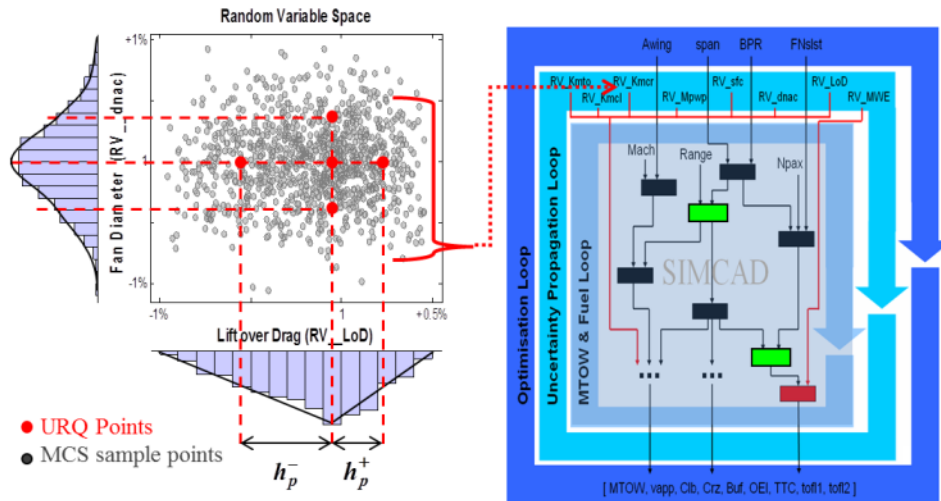 Random Variable Space
+1%
1
-1%
Fan Diameter (RV__dnac)
-1%
1
+0.5%
Lift over Drag (RV__LoD)
URQ Points
MCS sample points
h_p^-
h_p^+
Awing span BPR FNslst
RV_Kmto RV_Kmcr RV_sfc RV_LoD
RV_Kmcl RV_Mpwp RV_dnac RV_MWE
Mach Range Npax
SIMCAD
Optimisation Loop
Uncertainty Propagation Loop
MTOW & Fuel Loop
[ MTOW, vapp, Clb, Crz, Buf, OEI, TTC, tofl1, tofl2 ]